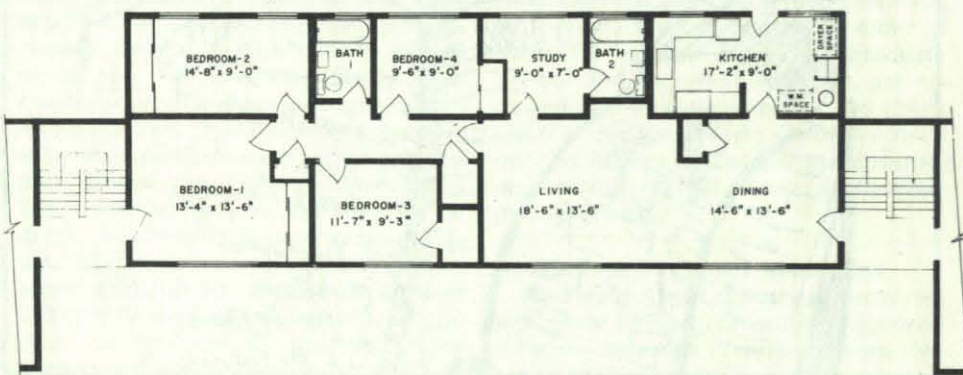 BEDROOM-2
14'-8" x 9'-0"
BATH
1
BEDROOM-4
9'-6" x 9'-0"
STUDY
9'-0" x 7'-0"
BATH
2
KITCHEN
17'-2" x 9'-0"
DRYER
SPACE
W.M.
SPACE
BEDROOM-1
13'-4" x 13'-6"
BEDROOM-3
11'-7" x 9'-3"
LIVING
18'-6" x 13'-6"
DINING
14'-6" x 13'-6"